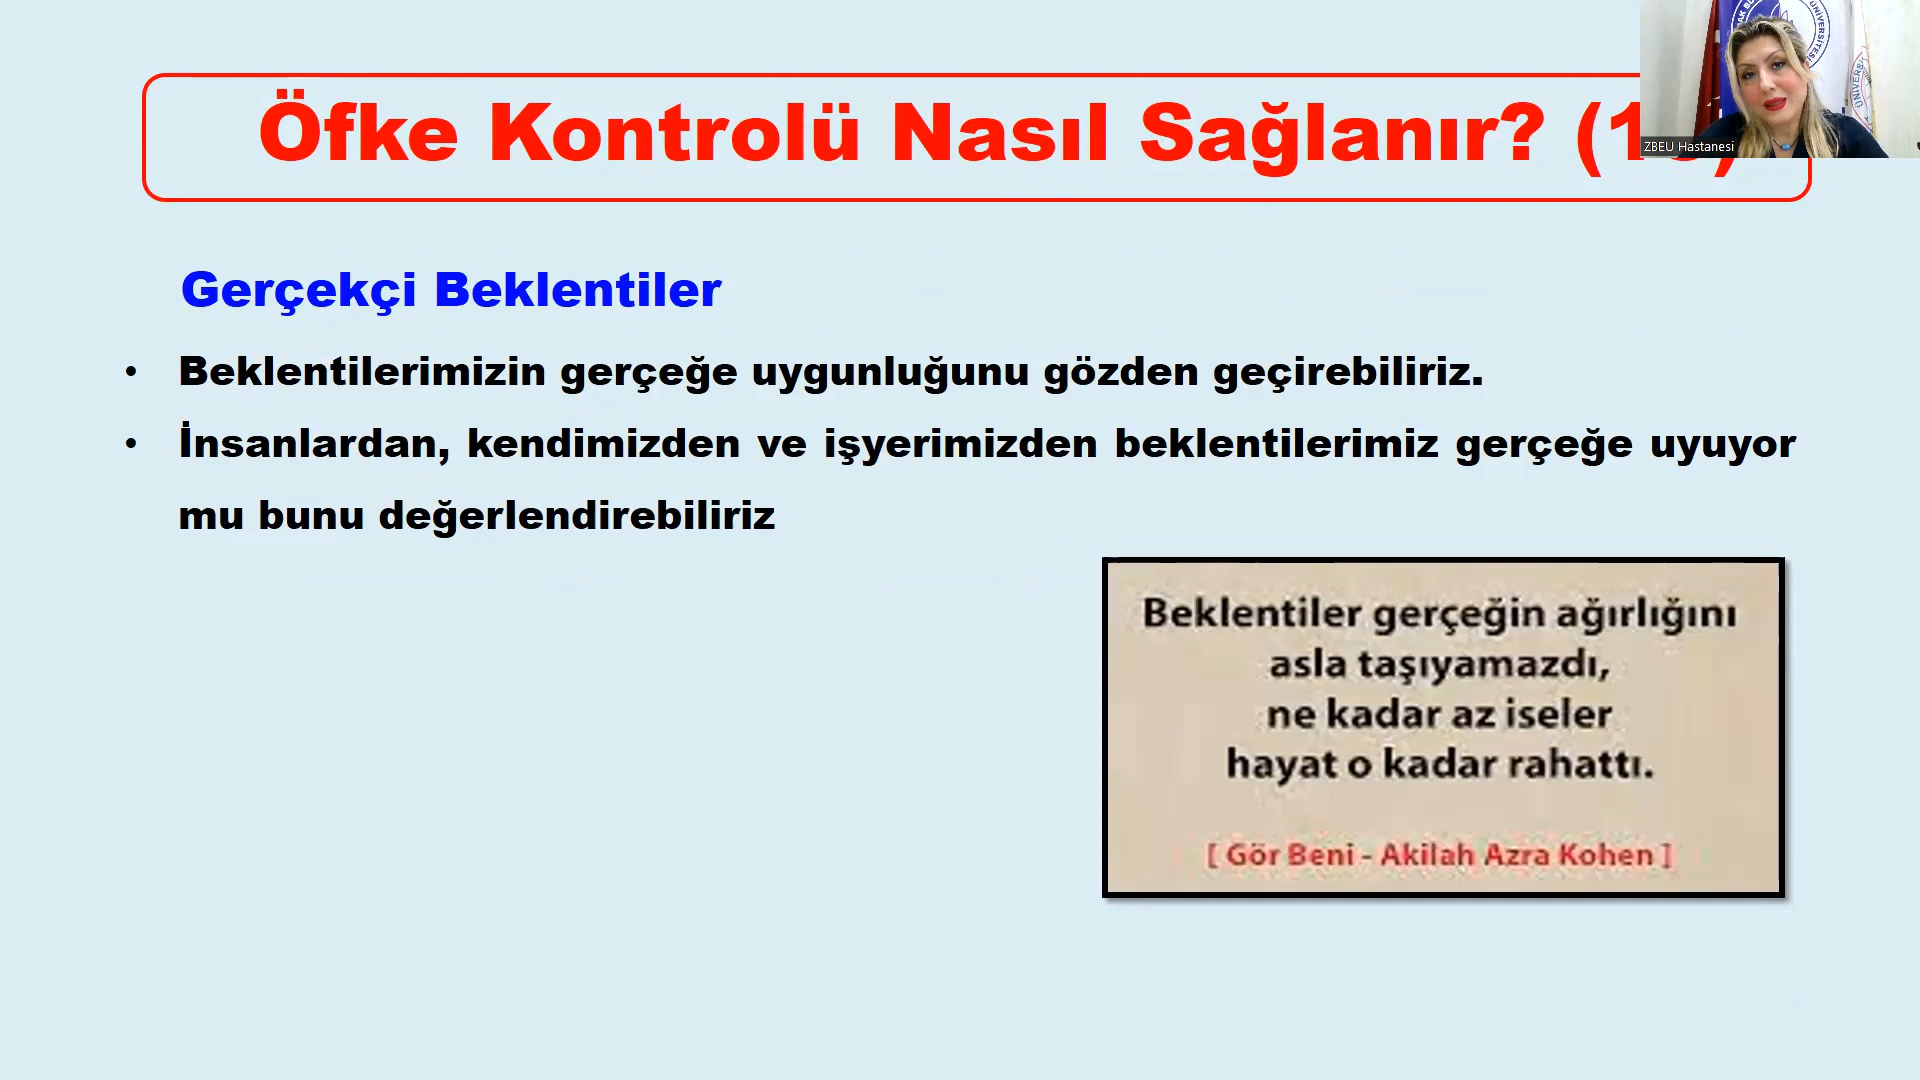 Öfke Kontrolü Nasıl Sağlanır?
ZBEU Hastanesi
Gerçekçi Beklentiler
• Beklentilerimizin gerçeğe uygunluğunu gözden geçirebiliriz.
• İnsanlardan, kendimizden ve işyerimizden beklentilerimiz gerçeğe uyuyor
mu bunu değerlendirebiliriz
Beklentiler gerçeğin ağırlığını
asla taşıyamazdı,
ne kadar az iseler
hayat o kadar rahattı.
[ Gör Beni - Akilah Azra Kohen ]